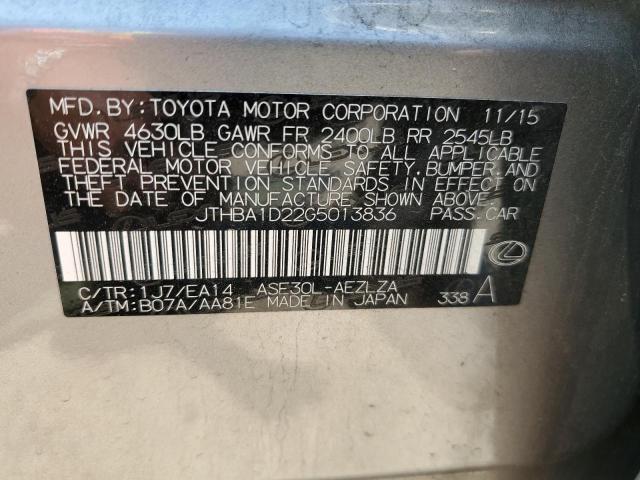 MFD.BY:TOYOTA MOTOR CORPORATION 11/15
GVWR 4630LB GAWR FR 2400LB RR 2545LB
THIS VEHICLE CONFORMS TO ALL APPLICABLE
FEDERAL MOTOR VEHICLE SAFETY,BUMPER,AND
THEFT PREVENTION STANDARDS IN EFFECT ON
THE DATE OF MANUFACTURE SHOWN ABOVE.
JTHBA1D22G5013836 PASS.CAR
C/TR:1J7/EA14 ASE30L-AEZLZA
A/TM:B07A/AA81E MADE IN JAPAN 338 A